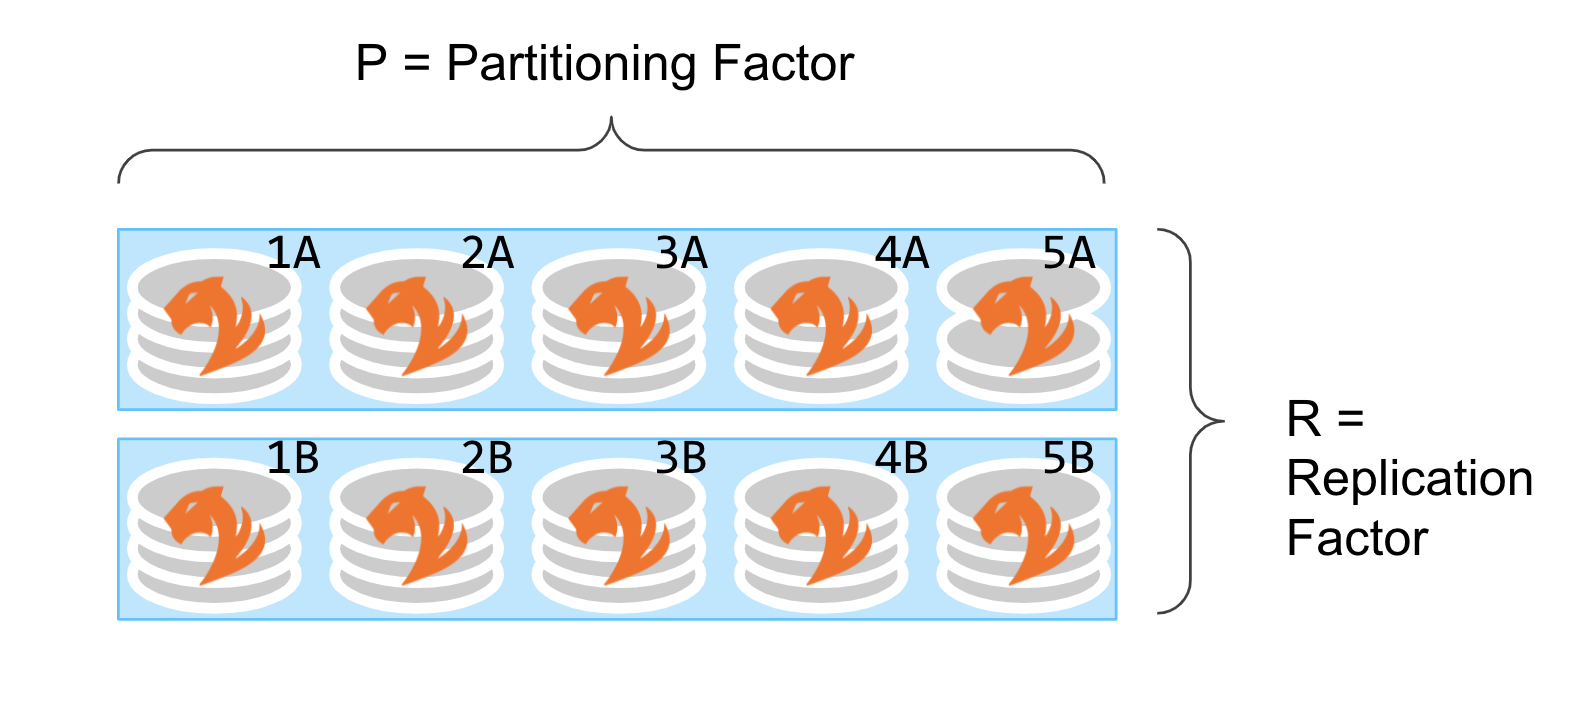 P = Partitioning Factor
1A 2A 3A 4A 5A
1B 2B 3B 4B 5B
R =
Replication
Factor